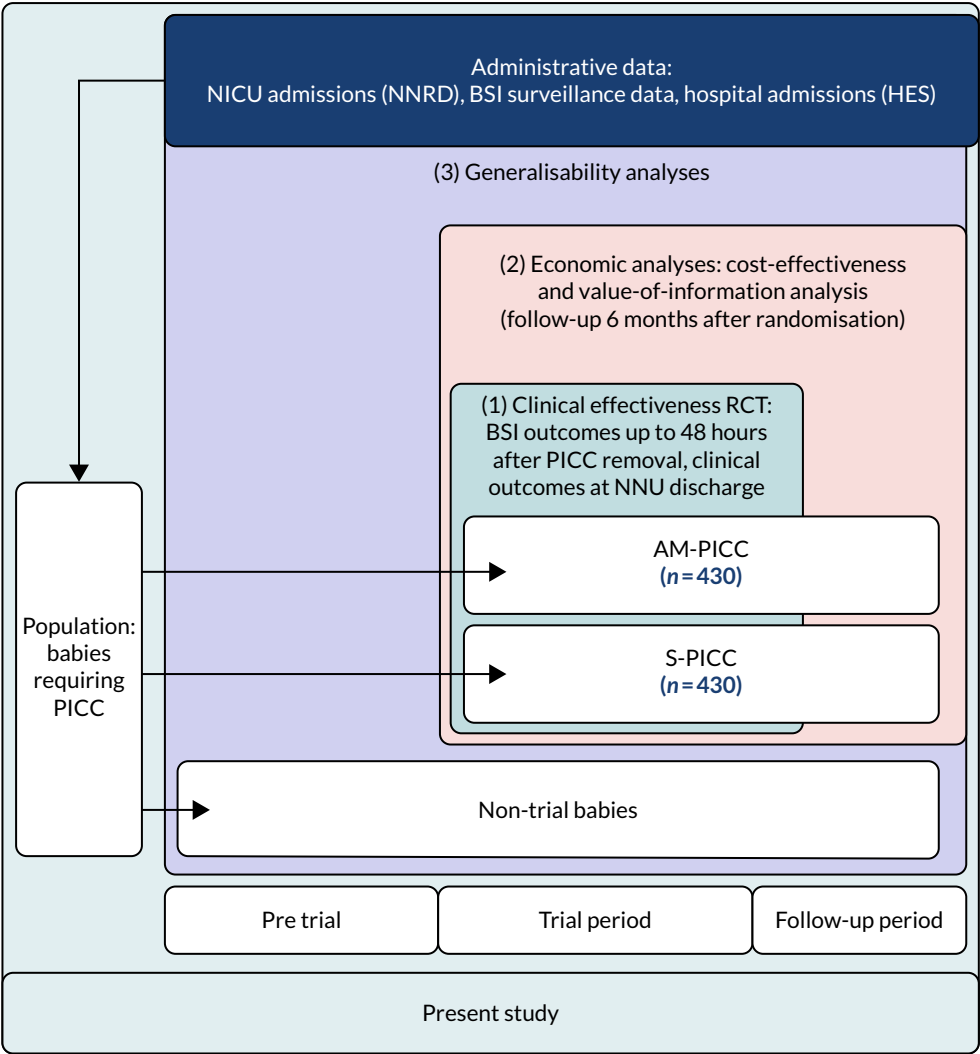 Administrative data:
NICU admissions (NNRD), BSI surveillance data, hospital admissions (HES)
(3) Generalisability analyses
(2) Economic analyses: cost-effectiveness
and value-of-information analysis
(follow-up 6 months after randomisation)
(1) Clinical effectiveness RCT:
BSI outcomes up to 48 hours
after PICC removal, clinical
outcomes at NNU discharge
AM-PICC
(n=430)
S-PICC
(n=430)
Population:
babies
requiring
PICC
Non-trial babies
Pre trial
Trial period
Follow-up period
Present study